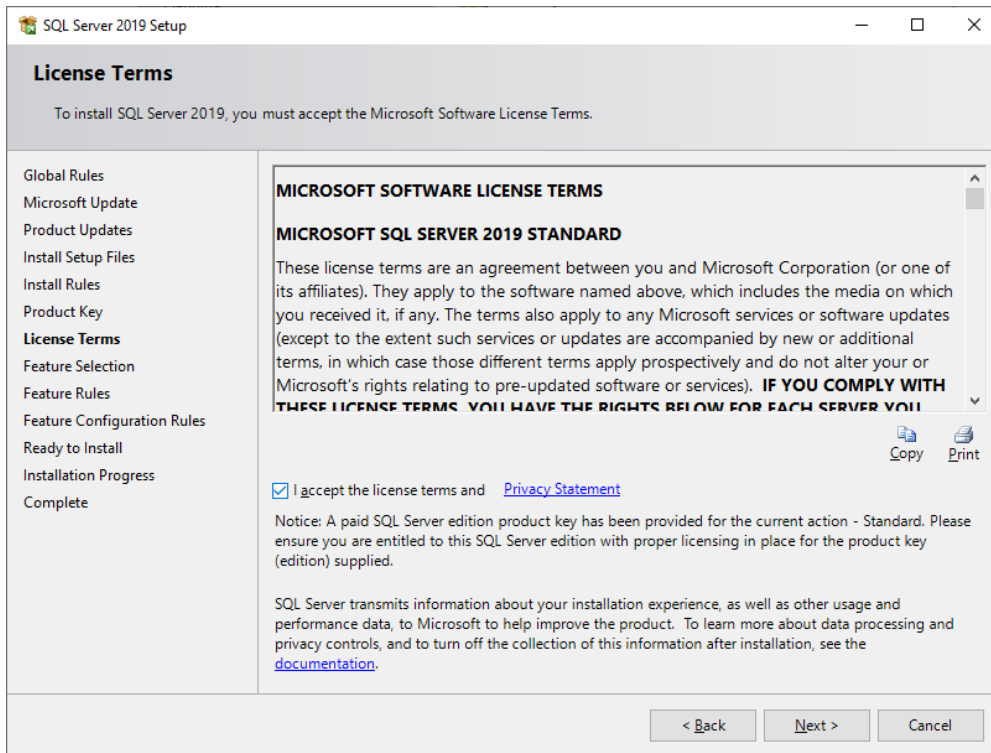 SQL Server 2019 Setup
License Terms
To install SQL Server 2019, you must accept the Microsoft Software License Terms.
Global Rules
Microsoft Update
Product Updates
Install Setup Files
Install Rules
Product Key
License Terms
Feature Selection
Feature Rules
Feature Configuration Rules
Ready to Install
Installation Progress
Complete
MICROSOFT SOFTWARE LICENSE TERMS
MICROSOFT SQL SERVER 2019 STANDARD
These license terms are an agreement between you and Microsoft Corporation (or one of
its affiliates). They apply to the software named above, which includes the media on which
you received it, if any. The terms also apply to any Microsoft services or software updates
(except to the extent such services or updates are accompanied by new or additional
terms, in which case those different terms apply prospectively and do not alter your or
Microsoft's rights relating to pre-updated software or services). IF YOU COMPLY WITH
THESE LICENSE TERMS, YOU HAVE THE RIGHTS BELOW FOR EACH SERVER YOU
Copy
Print
I accept the license terms and Privacy Statement
Notice: A paid SQL Server edition product key has been provided for the current action - Standard. Please
ensure you are entitled to this SQL Server edition with proper licensing in place for the product key
(edition) supplied.
SQL Server transmits information about your installation experience, as well as other usage and
performance data, to Microsoft to help improve the product. To learn more about data processing and
privacy controls, and to turn off the collection of this information after installation, see the
documentation.
< Back
Next >
Cancel